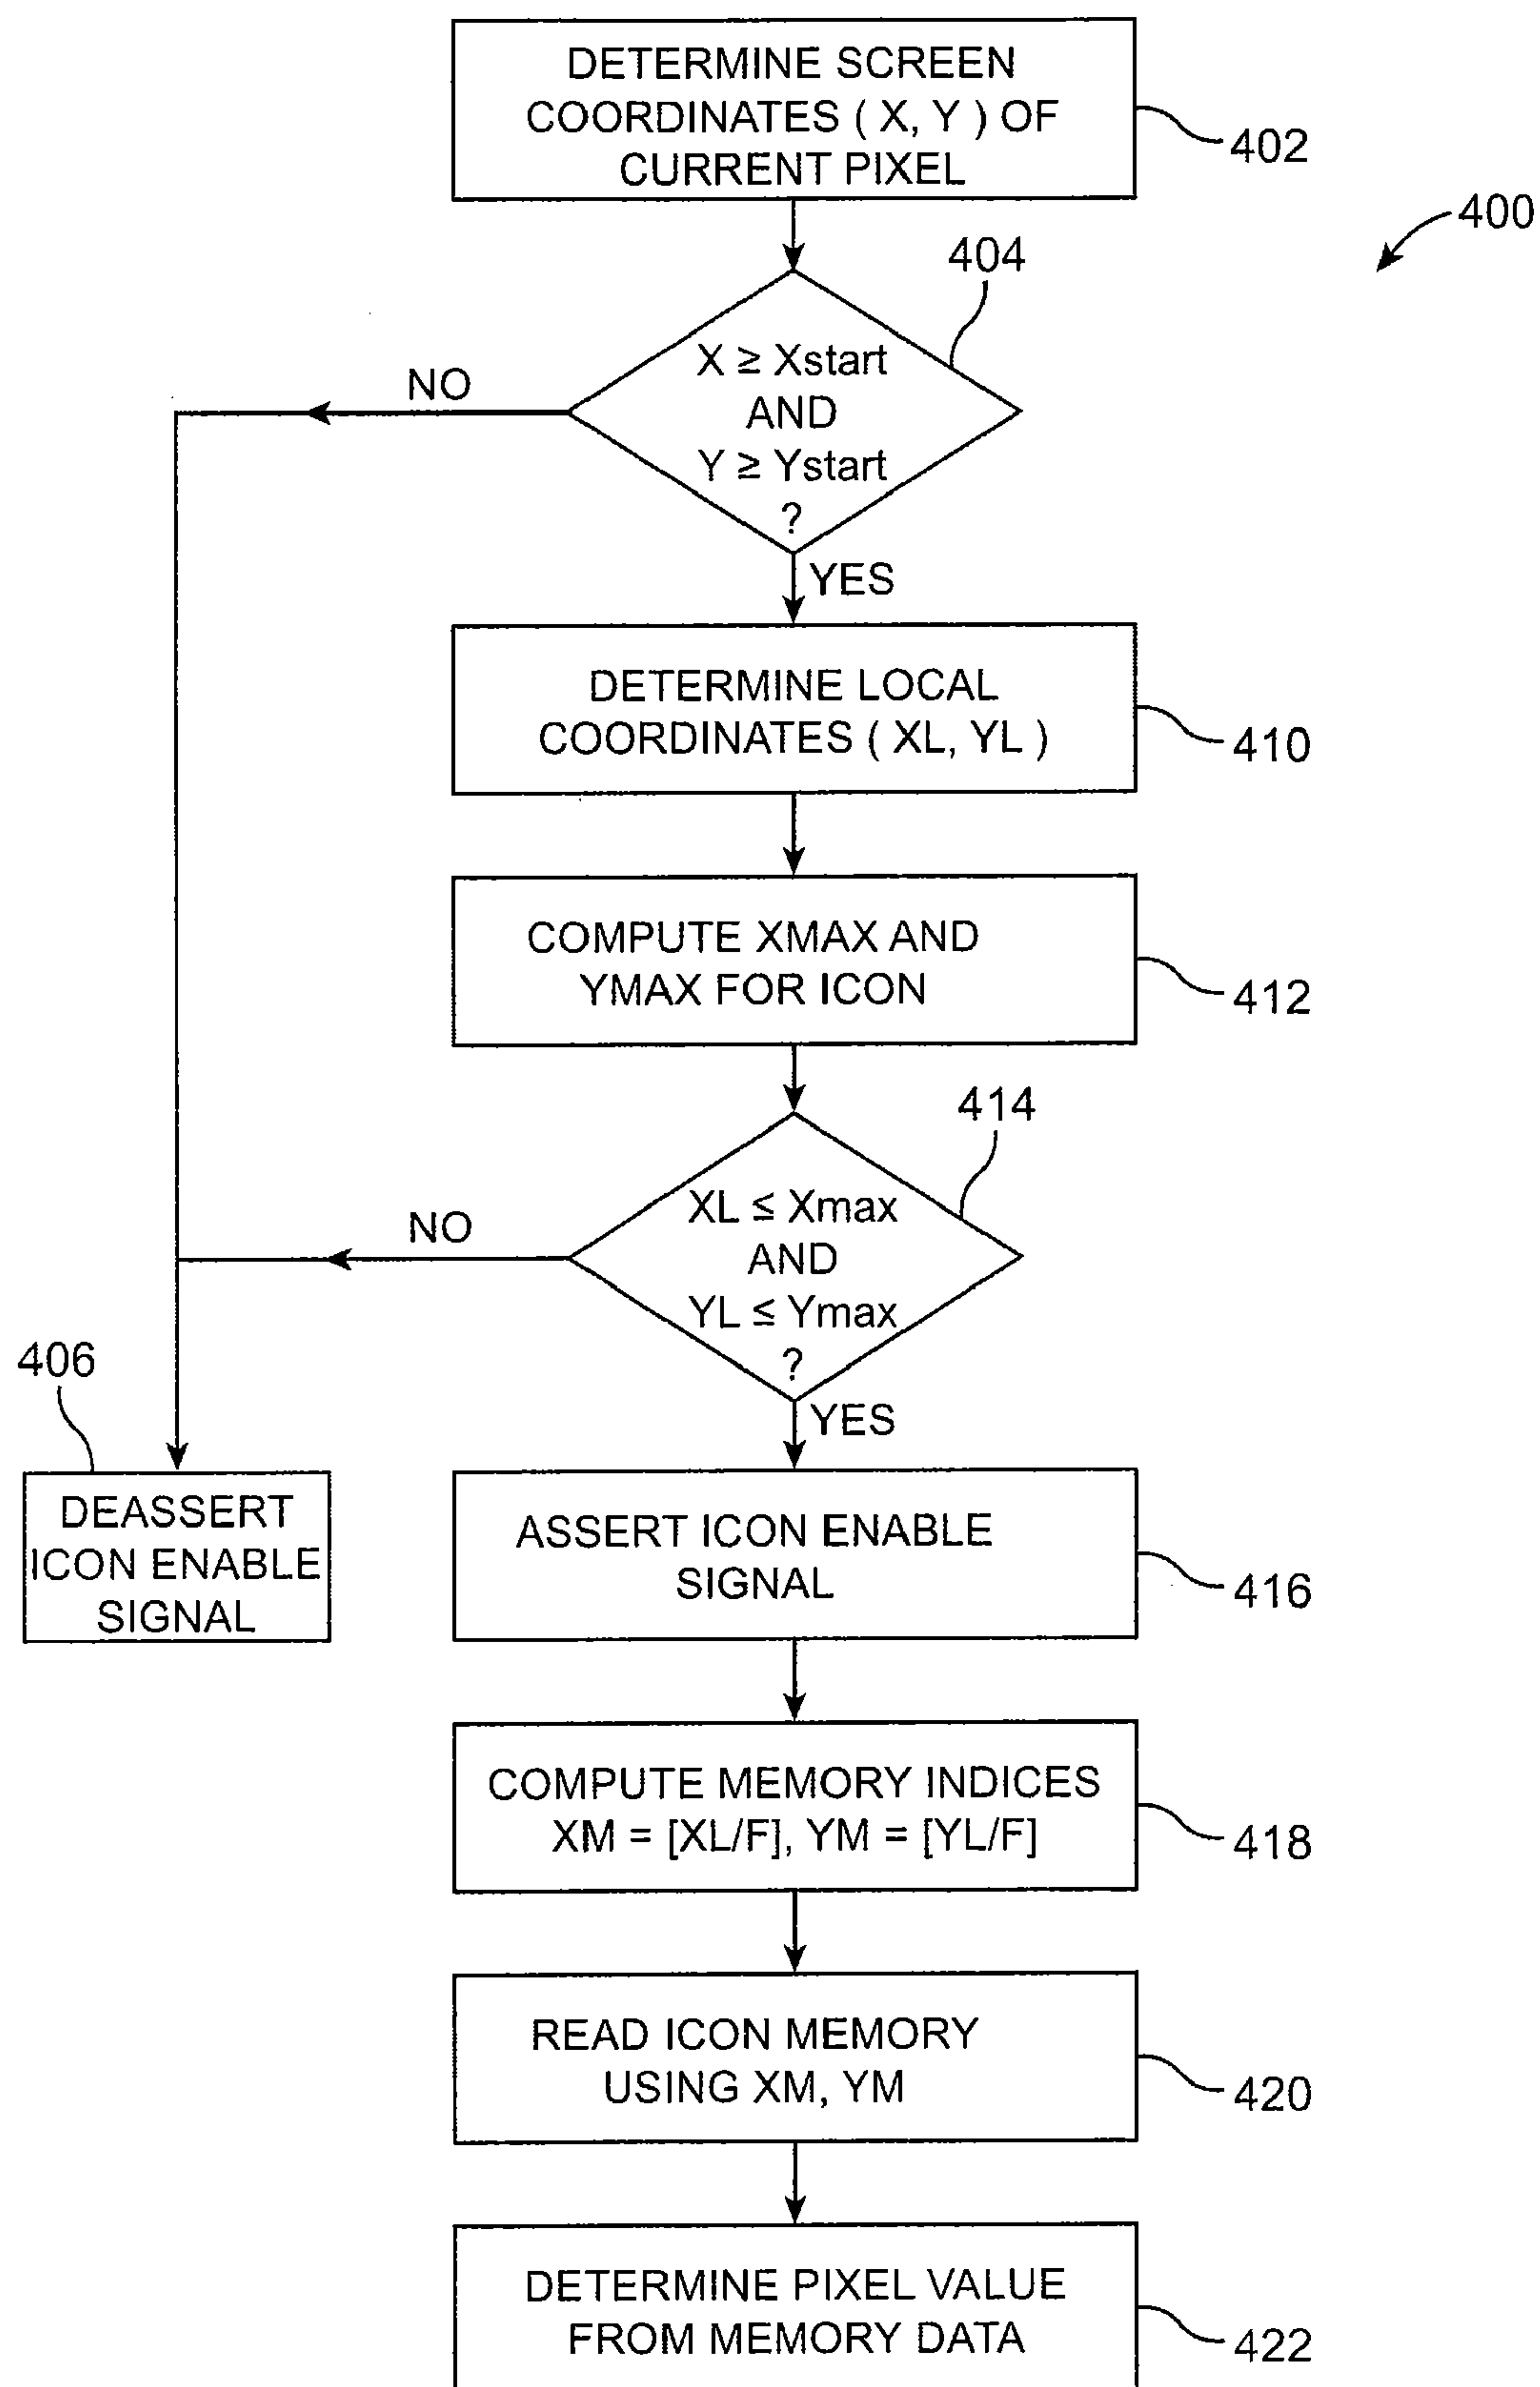 DETERMINE SCREEN
COORDINATES ( X, Y ) OF
CURRENT PIXEL
402
400
404
X ≥ Xstart
AND
Y ≥ Ystart
?
NO
YES
DETERMINE LOCAL
COORDINATES ( XL, YL )
410
COMPUTE XMAX AND
YMAX FOR ICON
412
414
XL ≤ Xmax
AND
YL ≤ Ymax
?
NO
YES
406
DEASSERT
ICON ENABLE
SIGNAL
ASSERT ICON ENABLE
SIGNAL
416
COMPUTE MEMORY INDICES
XM = [XL/F], YM = [YL/F]
418
READ ICON MEMORY
USING XM, YM
420
DETERMINE PIXEL VALUE
FROM MEMORY DATA
422